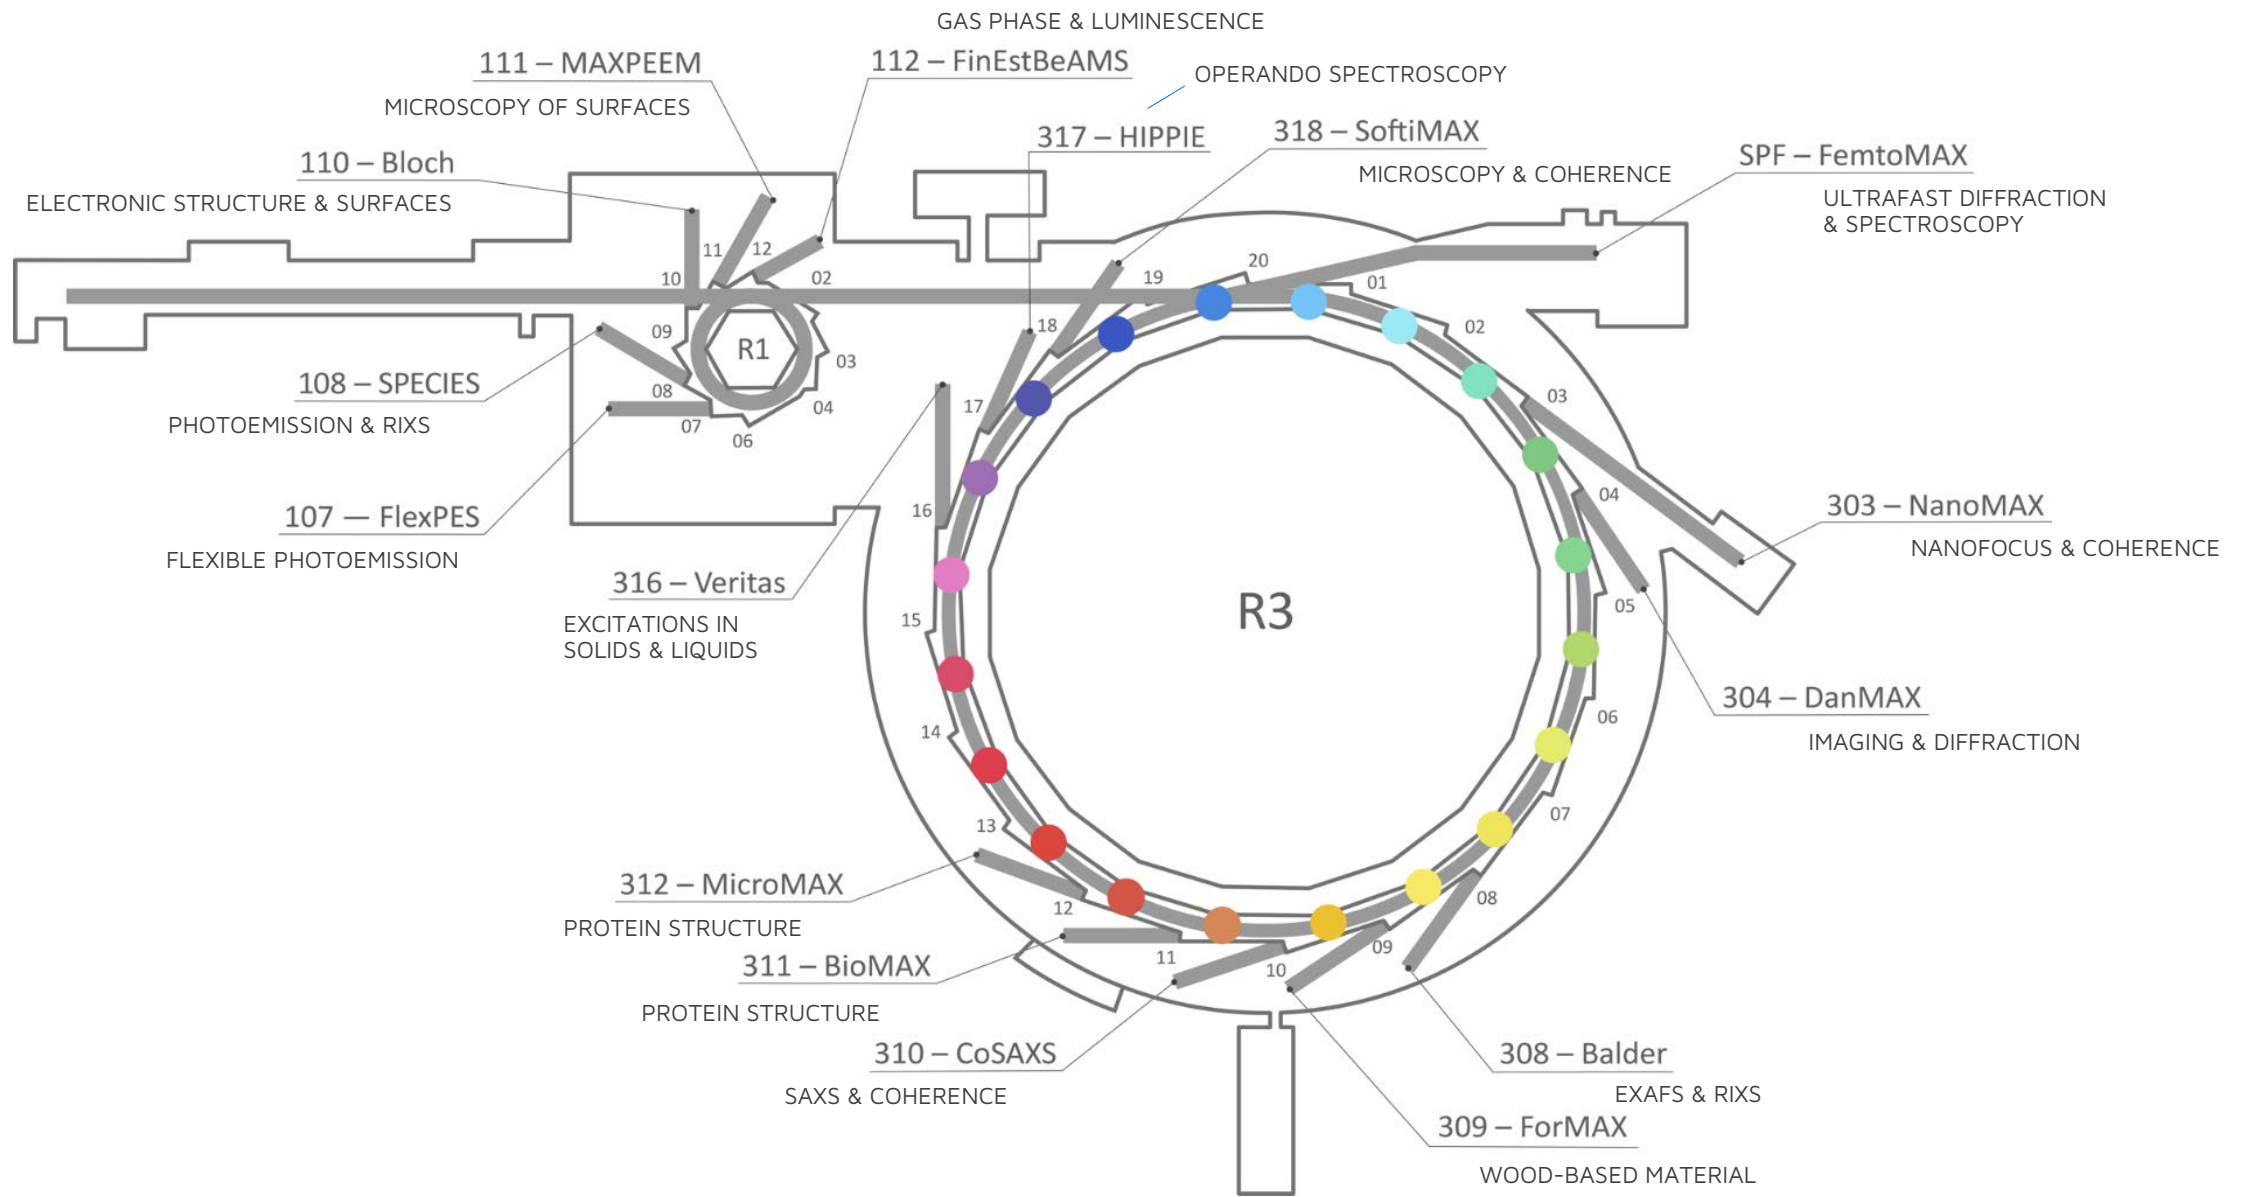 GAS PHASE & LUMINESCENCE
111 – MAXPEEM
112 – FinEstBeAMS
OPERANDO SPECTROSCOPY
MICROSCOPY OF SURFACES
317 – HIPPIE
318 – SoftiMAX
110 – Bloch
SPF – FemtoMAX
MICROSCOPY & COHERENCE
ELECTRONIC STRUCTURE & SURFACES
ULTRAFAST DIFFRACTION
& SPECTROSCOPY
11
12
10
02
09
R1
03
08
04
07
06
19
20
01
18
02
17
03
16
04
108 – SPECIES
PHOTOEMISSION & RIXS
107 — FlexPES
FLEXIBLE PHOTOEMISSION
303 – NanoMAX
NANOFOCUS & COHERENCE
316 – Veritas
EXCITATIONS IN
SOLIDS & LIQUIDS
R3
15
05
304 – DanMAX
IMAGING & DIFFRACTION
14
06
13
07
312 – MicroMAX
PROTEIN STRUCTURE
12
08
11
09
10
311 – BioMAX
PROTEIN STRUCTURE
310 – CoSAXS
SAXS & COHERENCE
308 – Balder
EXAFS & RIXS
309 – ForMAX
WOOD-BASED MATERIAL